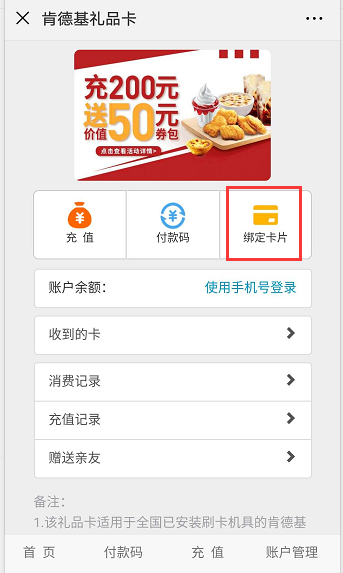 肯德基礼品卡
充200元
送50元
价值 券包
点击查看活动详情>
充 值
付款码
绑定卡片
账户余额：
使用手机号登录
收到的卡
消费记录
充值记录
赠送亲友
备注：
1.该礼品卡适用于全国已安装刷卡机具的肯德基
首 页
付款码
充 值
账户管理